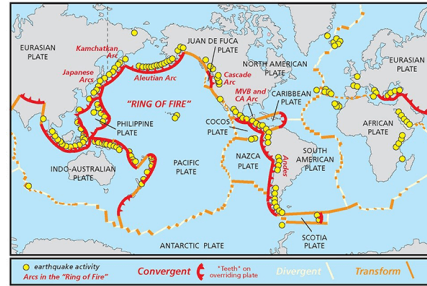 EURASIAN
PLATE
Kamchatkan
Arc
Japanese
Arcs
Aleutian Arc
JUAN DE FUCA
PLATE
NORTH AMERICAN
PLATE
Cascade
Arc
MVB and
CA Arc
CARIBBEAN
PLATE
EURASIAN
PLATE
"RING OF FIRE"
PHILIPPINE
PLATE
COCOS
PLATE
AFRICAN
PLATE
INDO-AUSTRALIAN
PLATE
PACIFIC
PLATE
NAZCA
PLATE
Andes
SOUTH
AMERICAN
PLATE
ANTARCTIC PLATE
SCOTIA
PLATE
earthquake activity
Arcs in the "Ring of Fire"
Convergent
"Teeth" on
overriding plate
Divergent
Transform